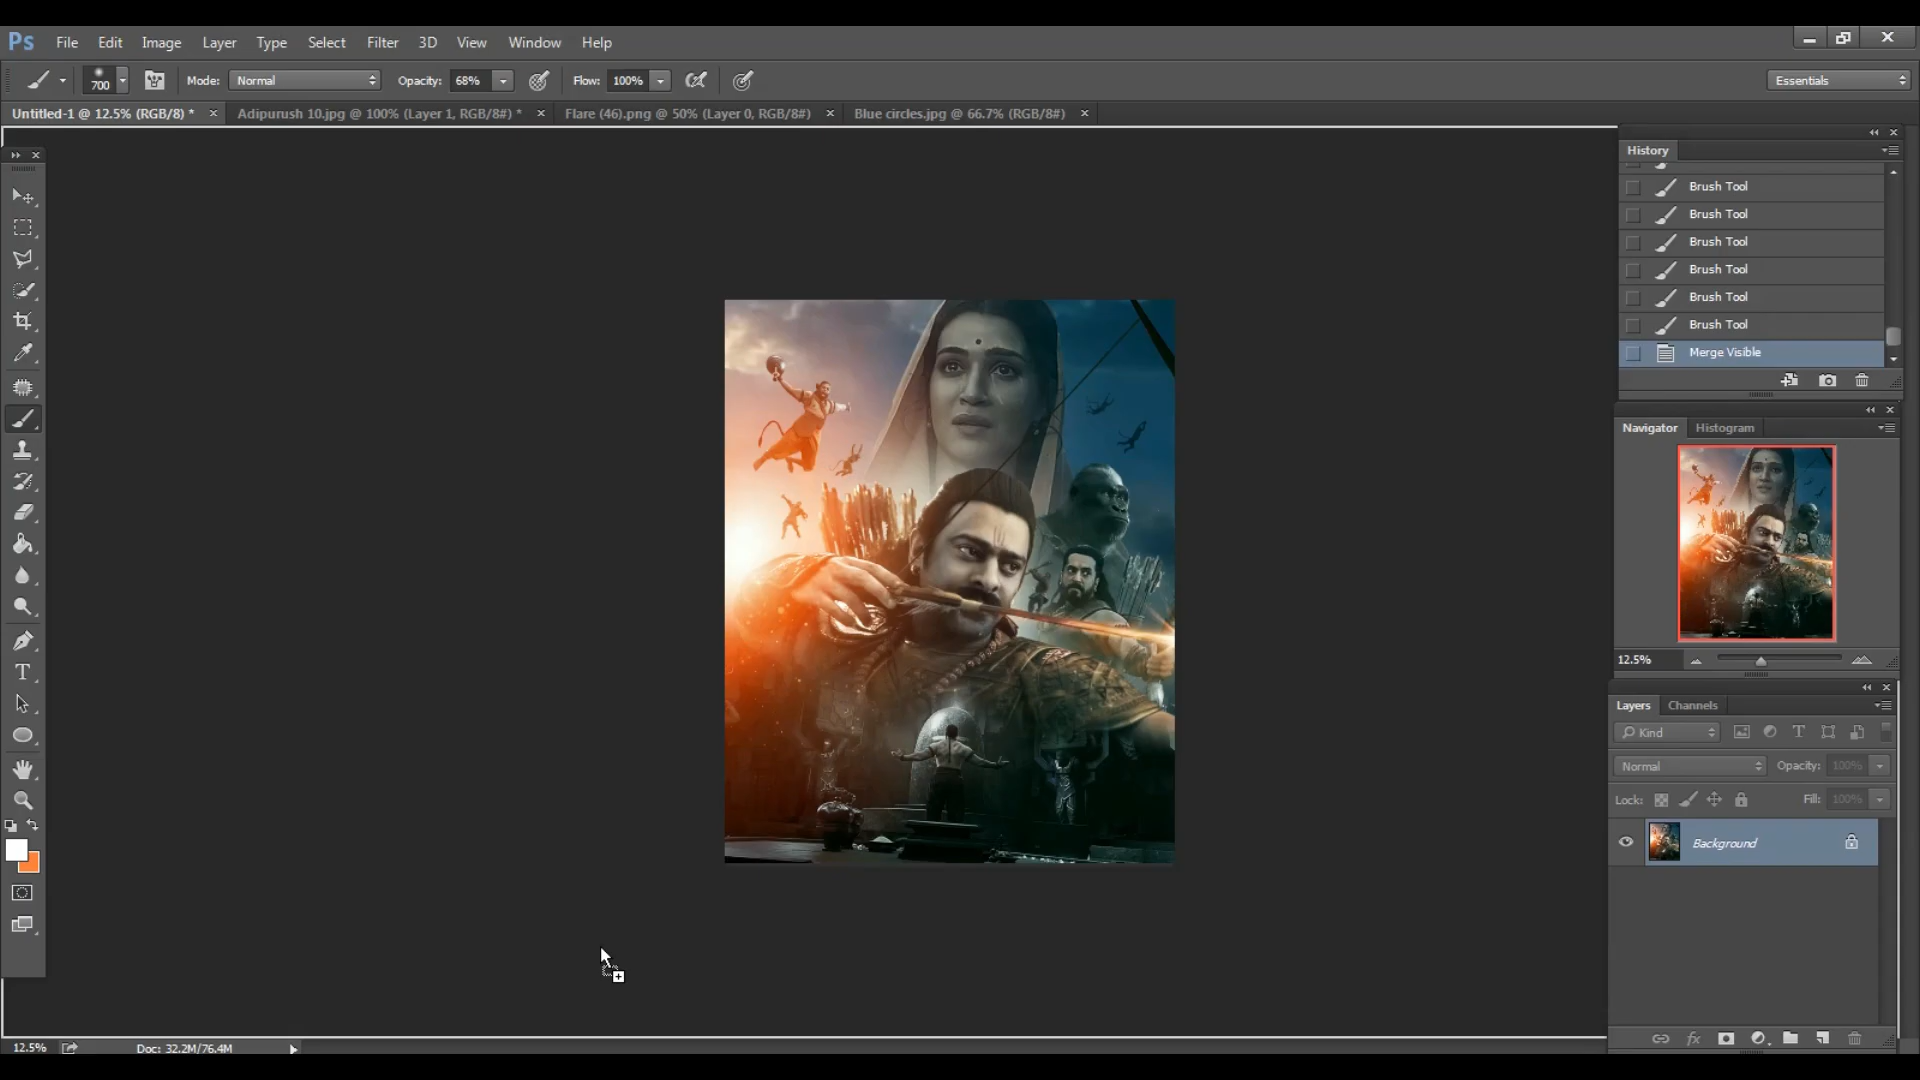 Ps File Edit Image Layer Type Select Filter 3D View Window Help
700 Mode: Normal Opacity: 68% Flow: 100% Essentials
Untitled-1 @ 12.5% (RGB/8) * Adipurush 10.jpg @ 100% (Layer 1, RGB/8#) * Flare (46).png @ 50% (Layer 0, RGB/8#) Blue circles.jpg @ 66.7% (RGB/8#)
History
Brush Tool
Brush Tool
Brush Tool
Brush Tool
Brush Tool
Brush Tool
Merge Visible
Navigator Histogram
12.5%
Layers Channels
Kind
Normal Opacity: 100%
Lock: Fill: 100%
Background
12.5% Doc: 32.2M/76.4M